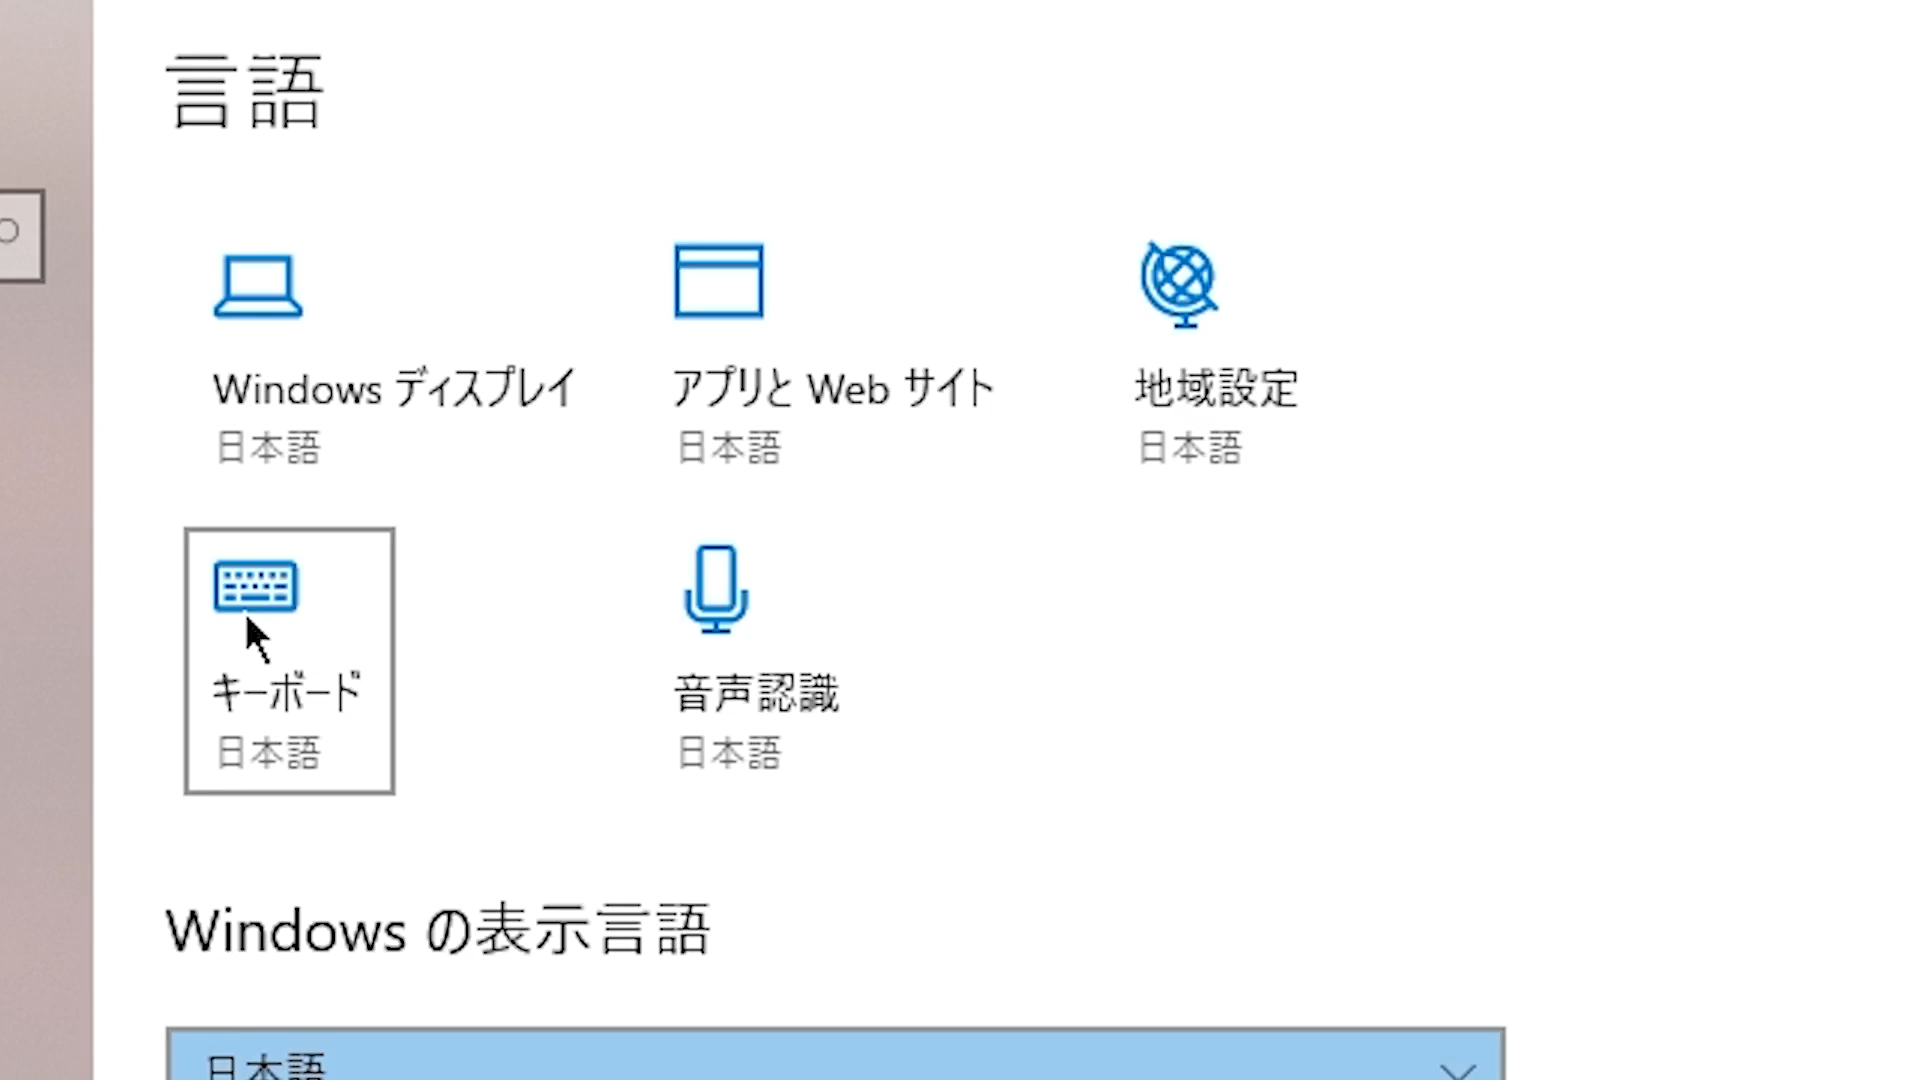 言語
Windows ディスプレイ
日本語
アプリと Web サイト
日本語
地域設定
日本語
キーボード
日本語
音声認識
日本語
Windows の表示言語
日本語